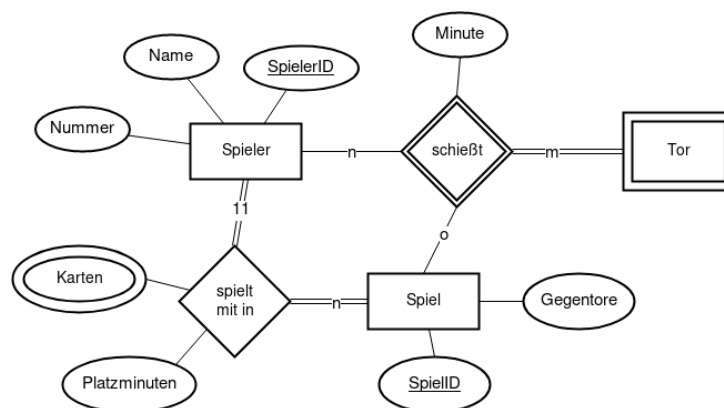 Minute
Name
SpielerID
Nummer
Spieler
n
schießt
m
Tor
11
o
Karten
spielt
mit in
n
Spiel
Gegentore
Platzminuten
SpielID